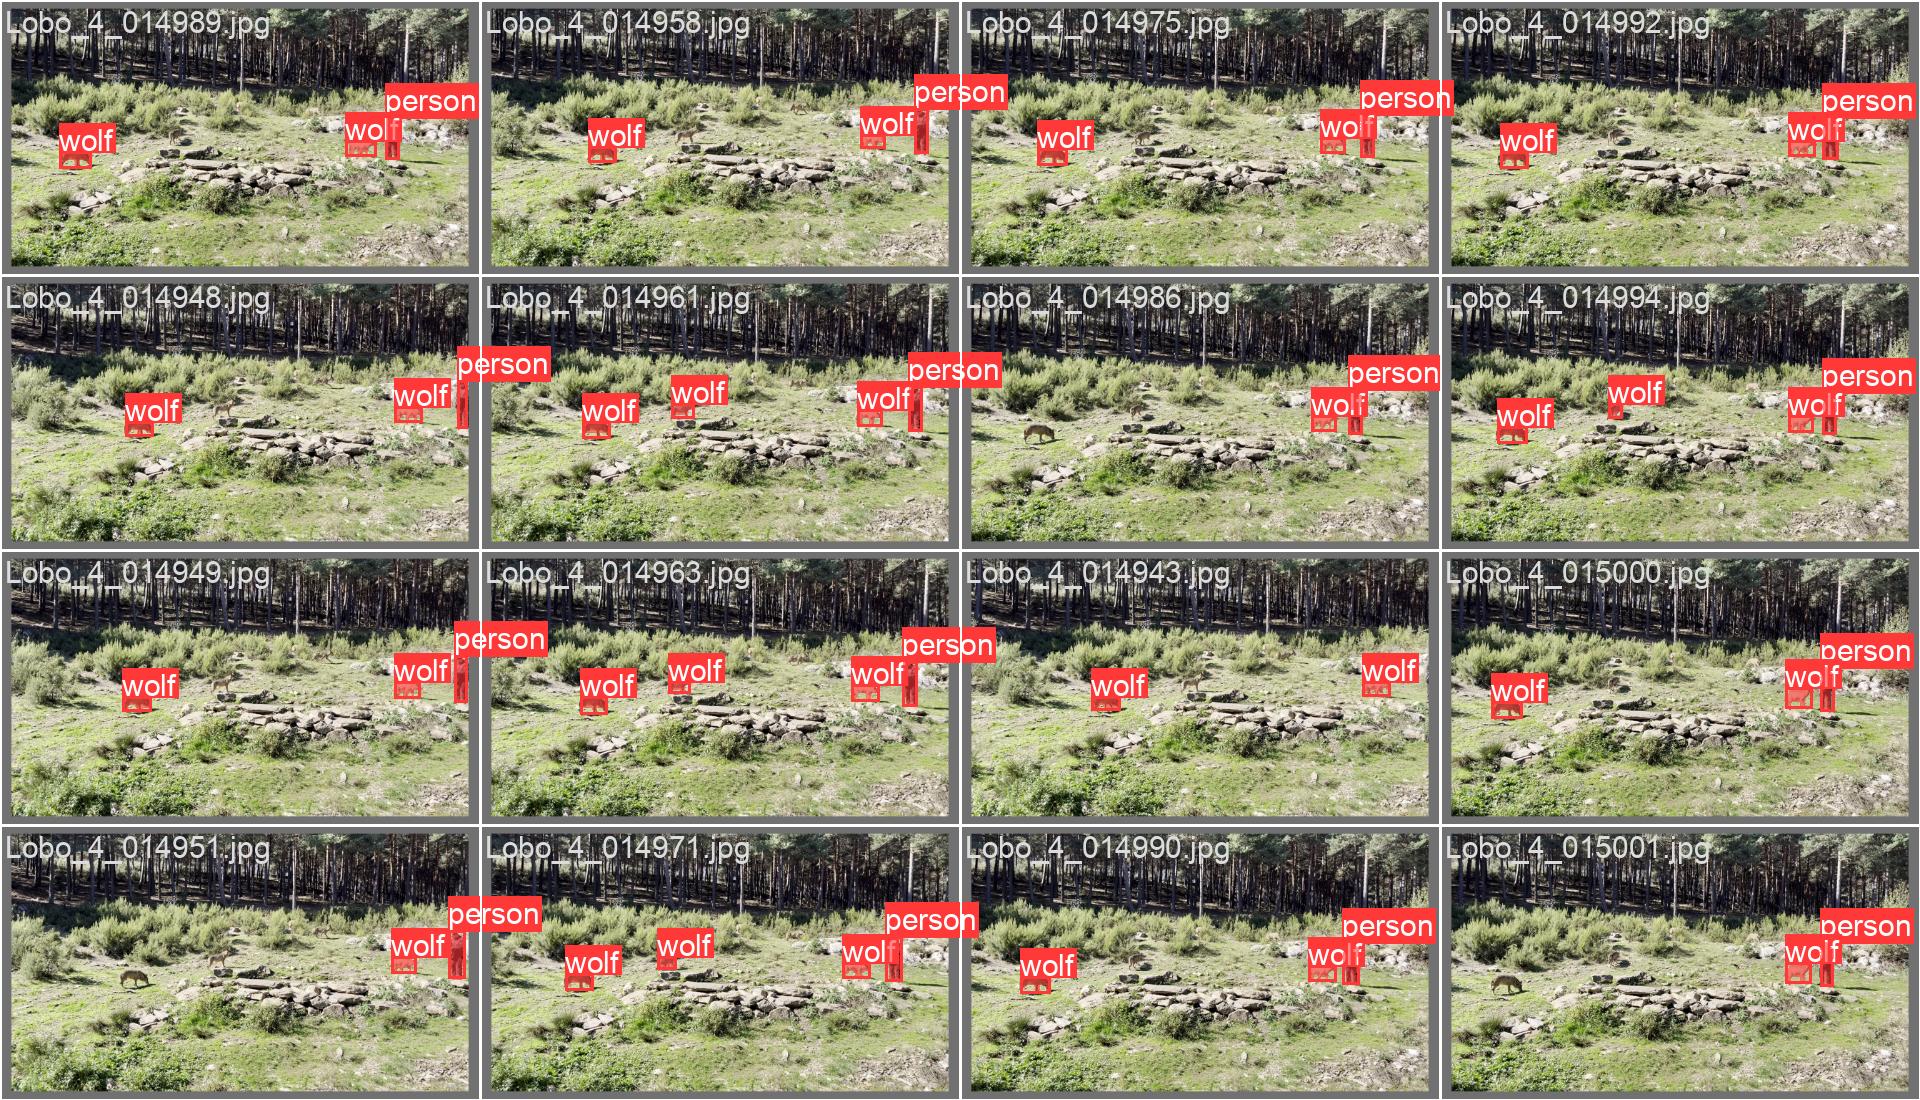 Lobo_4_014989.jpg
person
wolf
wolf
Lobo_4_014958.jpg
person
wolf
wolf
Lobo_4_014975.jpg
person
wolf
wolf
Lobo_4_014992.jpg
person
wolf
wolf
Lobo_4_014948.jpg
person
wolf
wolf
Lobo_4_014961.jpg
person
wolf
wolf
wolf
Lobo_4_014986.jpg
person
wolf
Lobo_4_014994.jpg
person
wolf
wolf
wolf
Lobo_4_014949.jpg
person
wolf
wolf
Lobo_4_014963.jpg
person
wolf
wolf
wolf
Lobo_4_014943.jpg
wolf
wolf
Lobo_4_015000.jpg
person
wolf
wolf
Lobo_4_014951.jpg
person
wolf
Lobo_4_014971.jpg
person
wolf
wolf
wolf
Lobo_4_014990.jpg
person
wolf
wolf
Lobo_4_015001.jpg
person
wolf